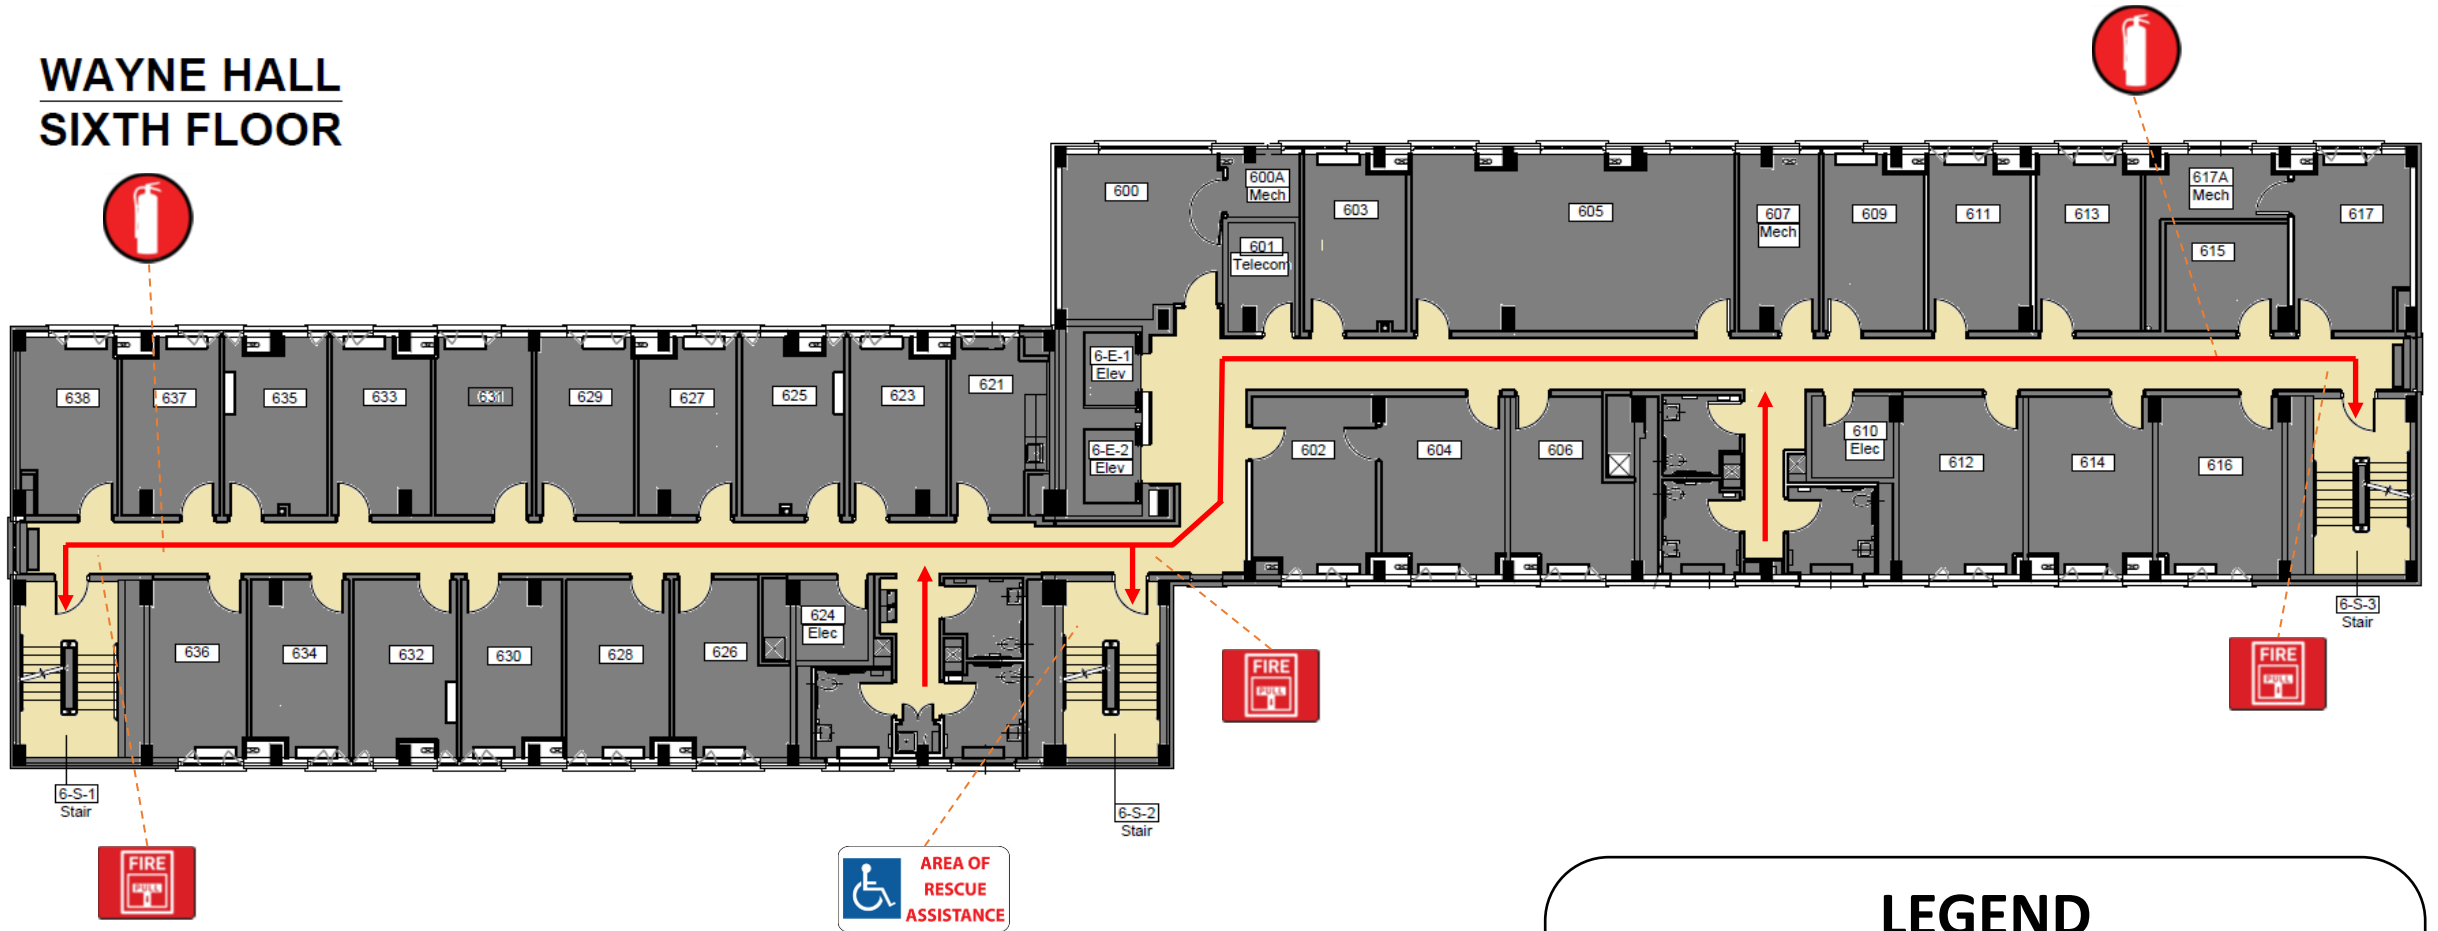 WAYNE HALL
SIXTH FLOOR
600
600A
Mech
601
Telecom
603
605
607
Mech
609
611
613
617A
Mech
615
617
6-E-1
Elev
6-E-2
Elev
638
637
635
633
631
629
627
625
623
621
602
604
606
610
Elec
612
614
616
636
634
632
630
628
626
624
Elec
6-S-1
Stair
6-S-2
Stair
6-S-3
Stair
FIRE
PULL
FIRE
PULL
FIRE
PULL
AREA OF
RESCUE
ASSISTANCE
LEGEND